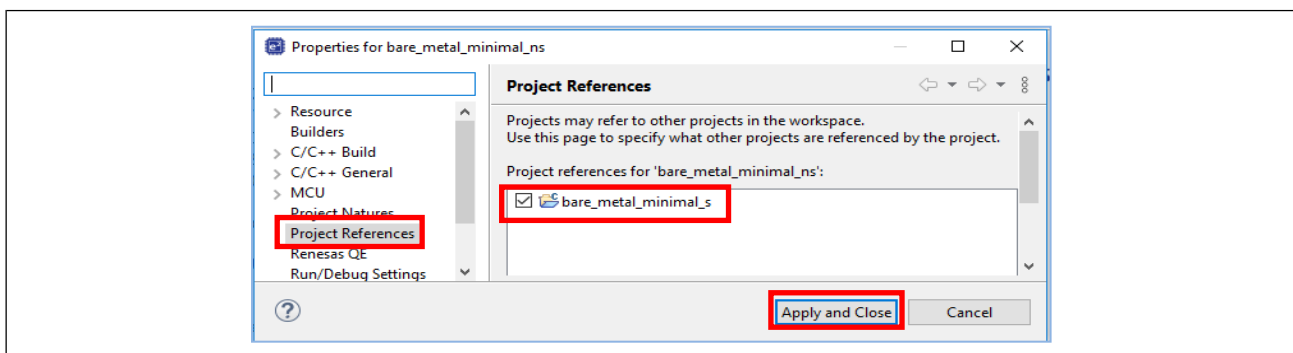 Properties for bare_metal_minimal_ns
Project References
Resource
Builders
C/C++ Build
C/C++ General
MCU
Project Natures
Project References
Renesas QE
Run/Debug Settings
Projects may refer to other projects in the workspace.
Use this page to specify what other projects are referenced by the project.
Project references for 'bare_metal_minimal_ns':
bare_metal_minimal_s
Apply and Close
Cancel